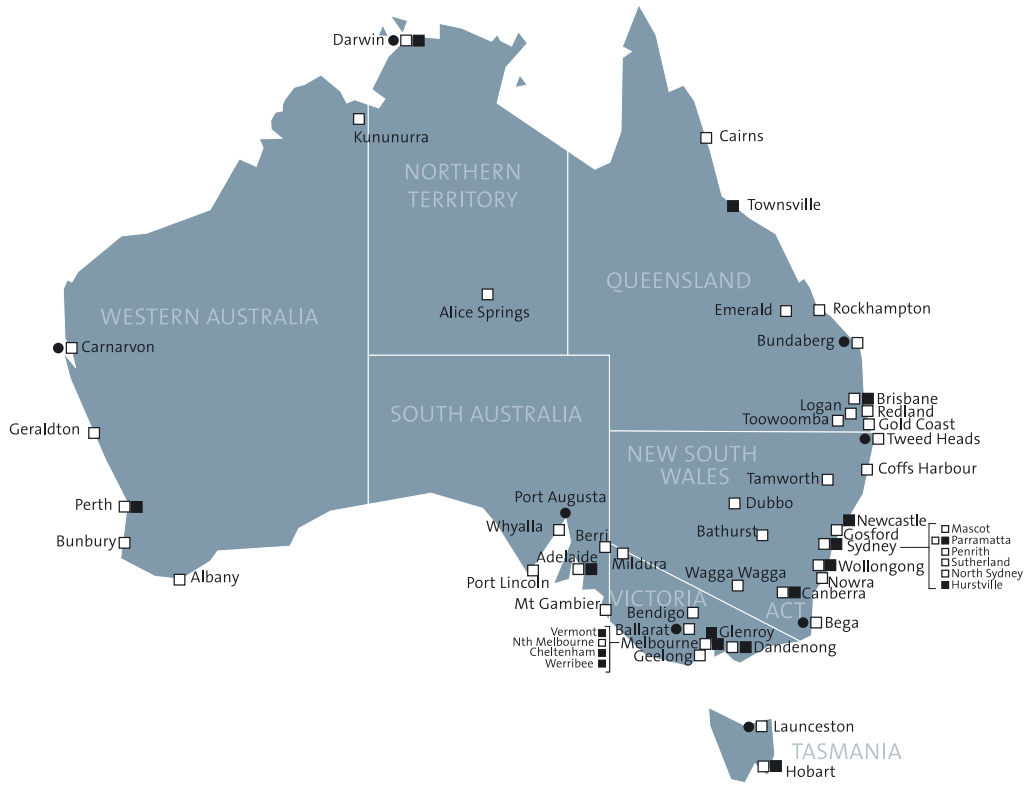 Darwin
Kununurra
Cairns
NORTHERN
TERRITORY
Townsville
QUEENSLAND
Alice Springs
WESTERN AUSTRALIA
Emerald
Rockhampton
Bundaberg
Carnarvon
Brisbane
Logan
Redland
Toowoomba
Gold Coast
SOUTH AUSTRALIA
Geraldton
Tweed Heads
NEW SOUTH
WALES
Coffs Harbour
Tamworth
Port Augusta
Dubbo
Perth
Whyalla
Berri
Bathurst
Newcastle
Gosford
Sydney
Mascot
Parramatta
Penrith
Sutherland
North Sydney
Hurstville
Bunbury
Adelaide
Mildura
Wollongong
Albany
Port Lincoln
Wagga Wagga
Nowra
Canberra
Mt Gambier
VICTORIA
ACT
Bendigo
Bega
Ballarat
Glenroy
Vermont
Nth Melbourne
Cheltenham
Werribee
Melbourne
Dandenong
Geelong
Launceston
TASMANIA
Hobart